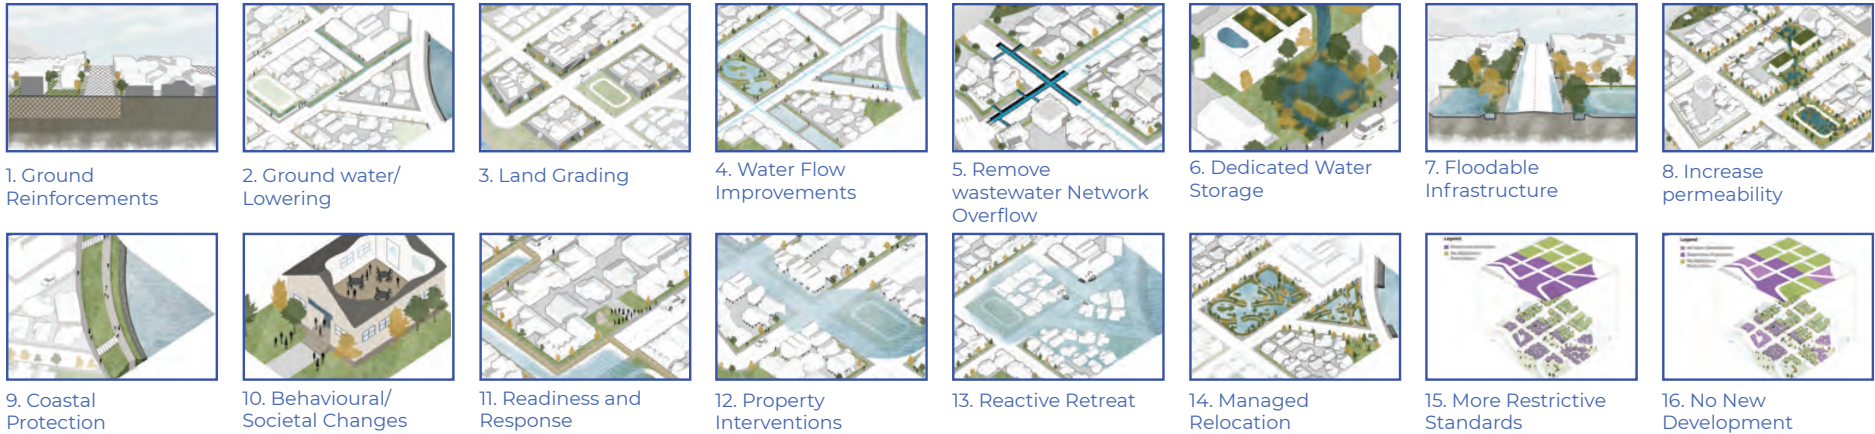 1. Ground
Reinforcements
2. Ground water/
Lowering
3. Land Grading
4. Water Flow
Improvements
5. Remove
wastewater Network
Overflow
6. Dedicated Water
Storage
7. Floodable
Infrastructure
8. Increase
permeability
Legend
Legend
9. Coastal
Protection
10. Behavioural/
Societal Changes
11. Readiness and
Response
12. Property
Interventions
13. Reactive Retreat
14. Managed
Relocation
15. More Restrictive
Standards
16. No New
Development